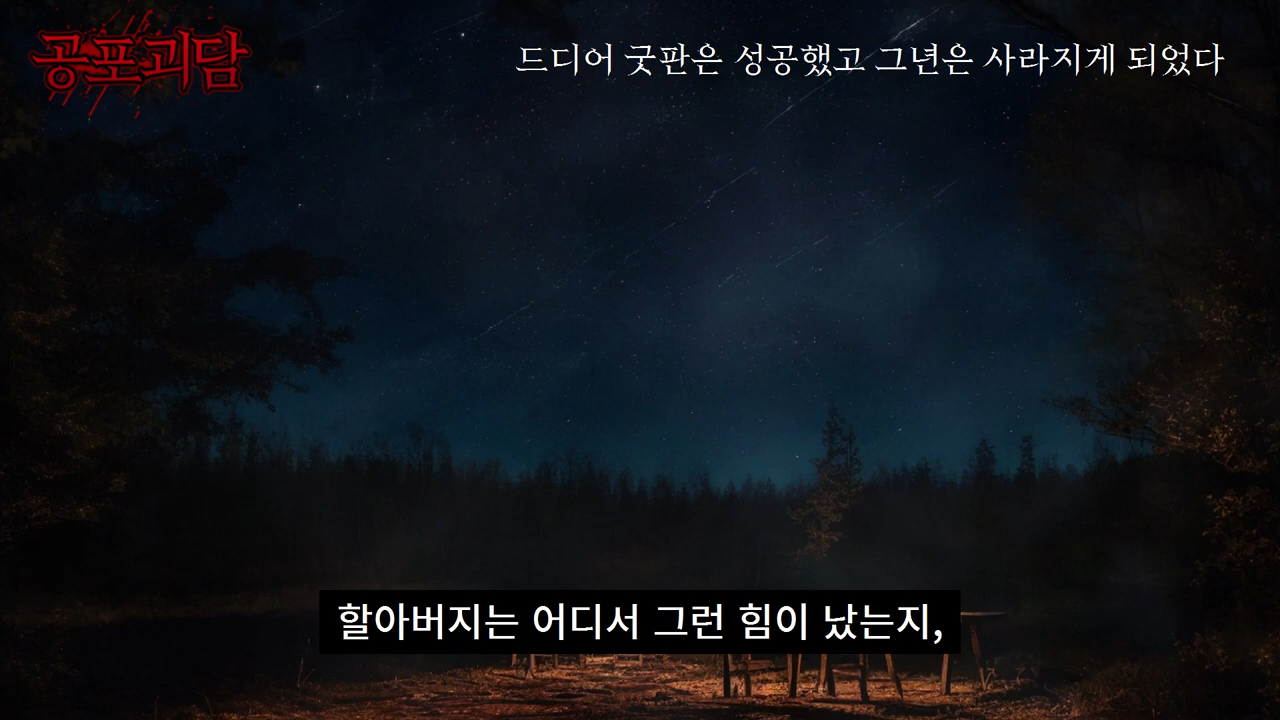 공포괴담
드디어 굿판은 성공했고 그년은 사라지게 되었다
할아버지는 어디서 그런 힘이 났는지,